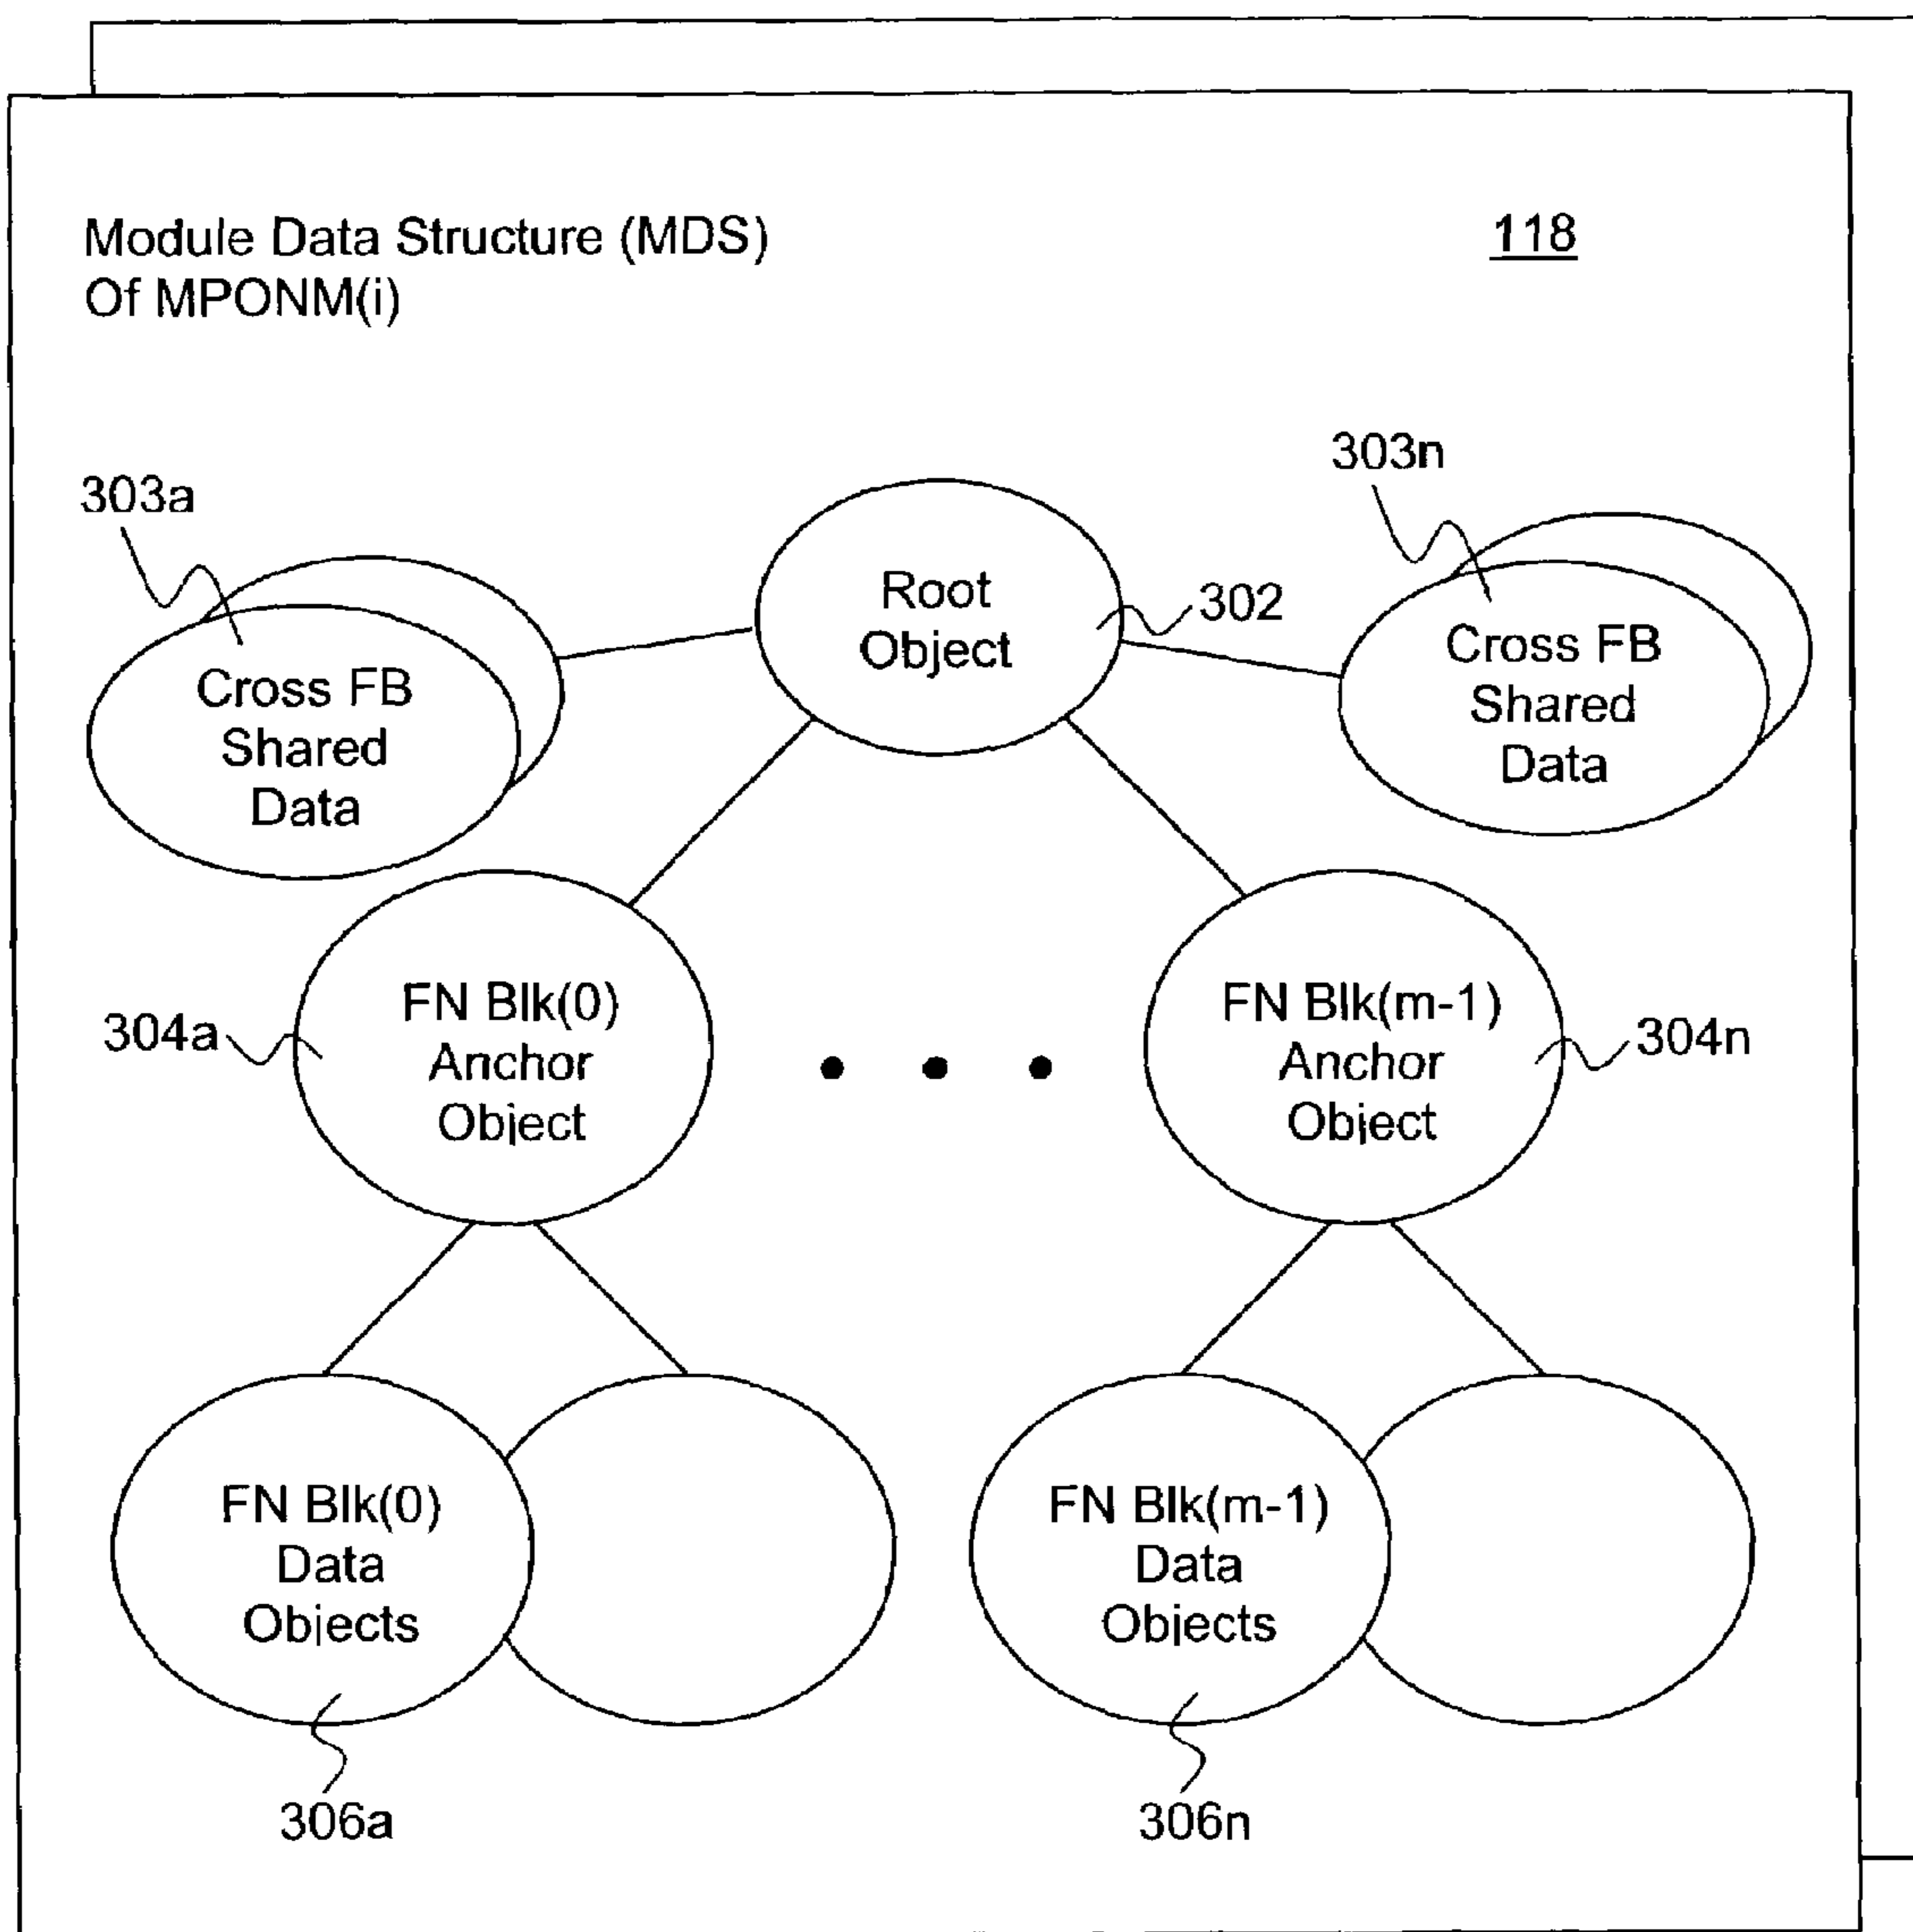 Module Data Structure (MDS)
Of MPONM(i)
118
303a
303n
Root
Object
302
Cross FB
Shared
Data
Cross FB
Shared
Data
304a
FN Blk(0)
Anchor
Object
FN Blk(m-1)
Anchor
Object
304n
FN Blk(0)
Data
Objects
FN Blk(m-1)
Data
Objects
306a
306n